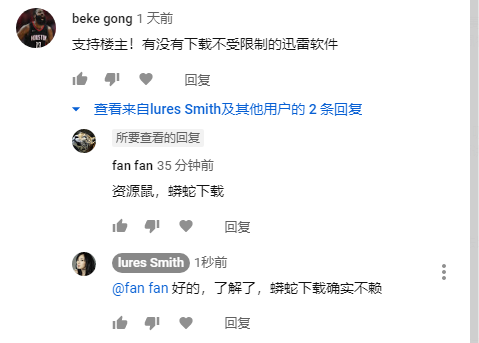 beke gong 1 天前
支持楼主！有没有下载不受限制的迅雷软件
回复
查看来自lures Smith及其他用户的 2 条回复
所要查看的回复
fan fan 35 分钟前
资源鼠，蟒蛇下载
回复
lures Smith 1秒前
@fan fan 好的，了解了，蟒蛇下载确实不赖
回复